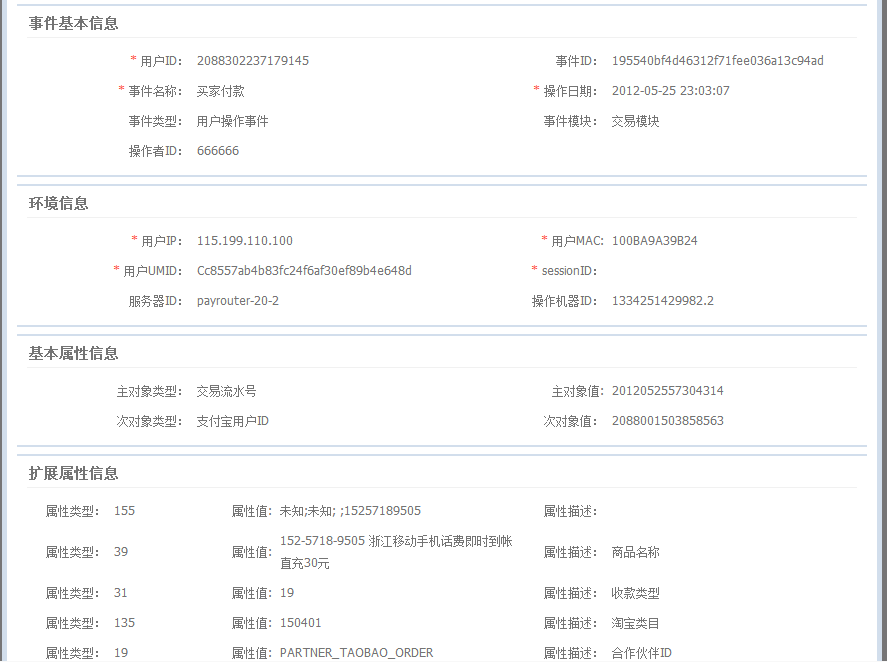 事件基本信息
* 用户ID: 2088302237179145 事件ID: 195540bf4d46312f71fee036a13c94ad
* 事件名称: 买家付款 * 操作日期: 2012-05-25 23:03:07
事件类型: 用户操作事件 事件模块: 交易模块
操作者ID: 666666
环境信息
* 用户IP: 115.199.110.100 * 用户MAC: 100BA9A39B24
* 用户UMID: Cc8557ab4b83fc24f6af30ef89b4e648d * sessionID:
服务器ID: payrouter-20-2 操作机器ID: 1334251429982.2
基本属性信息
主对象类型: 交易流水号 主对象值: 2012052557304314
次对象类型: 支付宝用户ID 次对象值: 2088001503858563
扩展属性信息
属性类型: 155 属性值: 未知;未知; ;15257189505 属性描述:
属性类型: 39 属性值: 152-5718-9505 浙江移动手机话费即时到帐 属性描述: 商品名称
直充30元
属性类型: 31 属性值: 19 属性描述: 收款类型
属性类型: 135 属性值: 150401 属性描述: 淘宝类目
属性类型: 19 属性值: PARTNER_TAOBAO_ORDER 属性描述: 合作伙伴ID